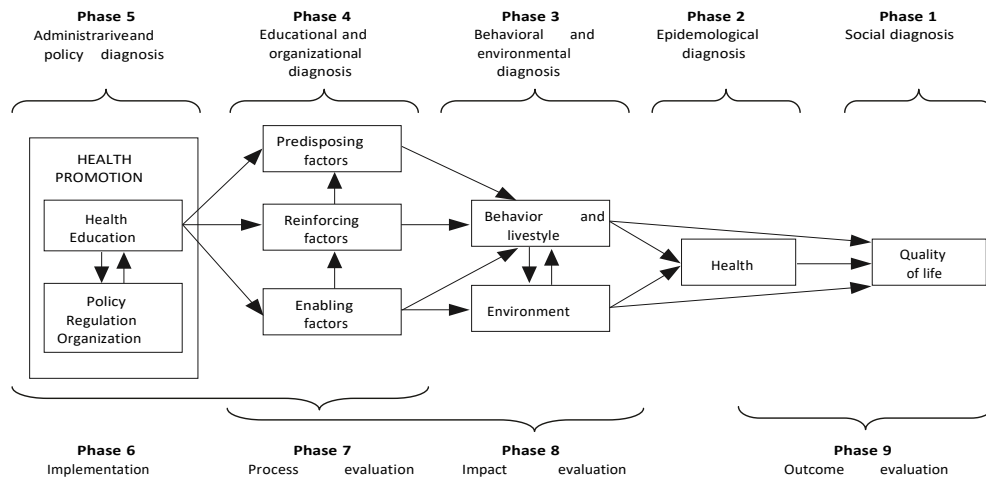 Phase 5
Administrariveand
policy diagnosis
Phase 4
Educational and
organizational
diagnosis
Phase 3
Behavioral and
environmental
diagnosis
Phase 2
Epidemological
diagnosis
Phase 1
Social diagnosis
HEALTH
PROMOTION
Health
Education
Policy
Regulation
Organization
Predisposing
factors
Reinforcing
factors
Enabling
factors
Behavior and
livestyle
Environment
Health
Quality
of life
Phase 6
Implementation
Phase 7
Process evaluation
Phase 8
Impact evaluation
Phase 9
Outcome evaluation